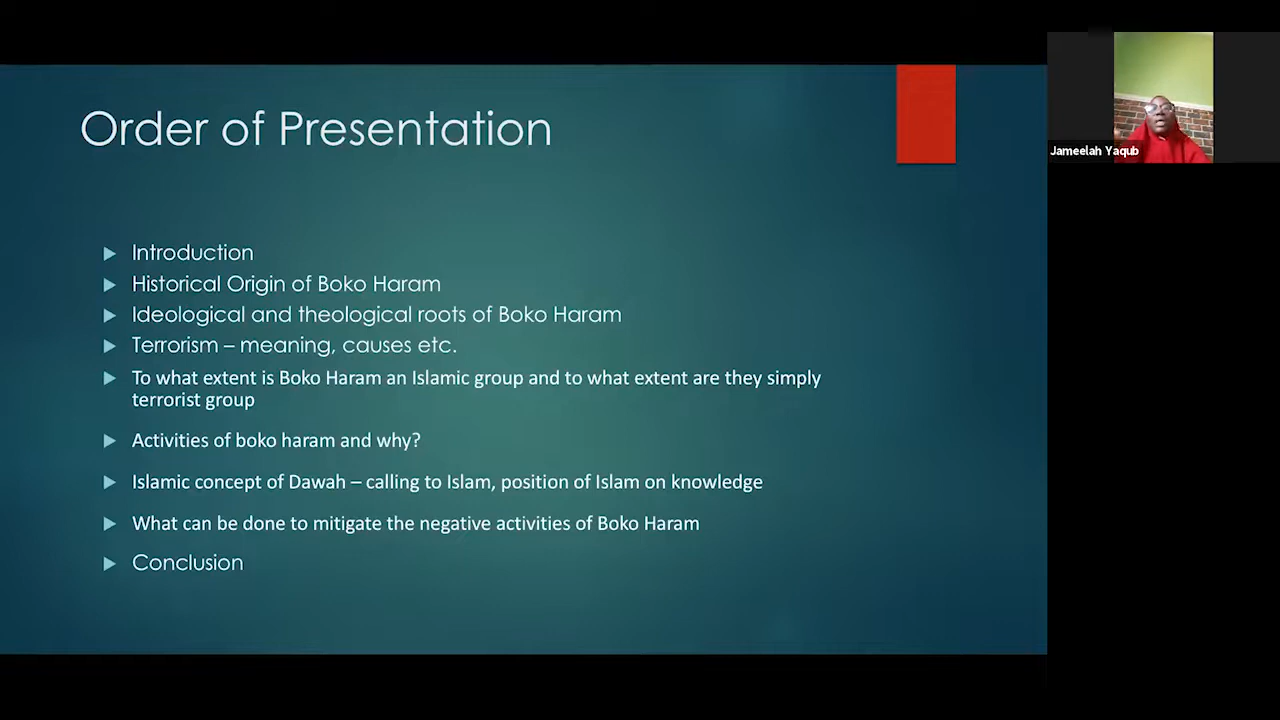 Order of Presentation
Introduction
Historical Origin of Boko Haram
Ideological and theological roots of Boko Haram
Terrorism – meaning, causes etc.
To what extent is Boko Haram an Islamic group and to what extent are they simply
terrorist group
Activities of boko haram and why?
Islamic concept of Dawah – calling to Islam, position of Islam on knowledge
What can be done to mitigate the negative activities of Boko Haram
Conclusion
Jameelah Yaqub